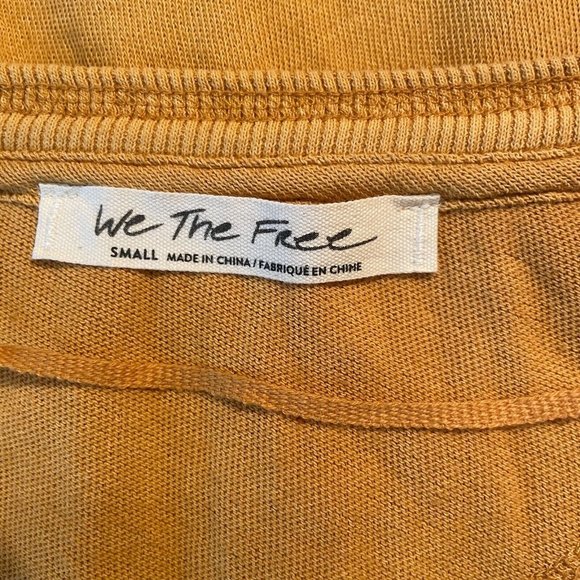 We The Free
SMALL MADE IN CHINA / FABRIQUÉ EN CHINE